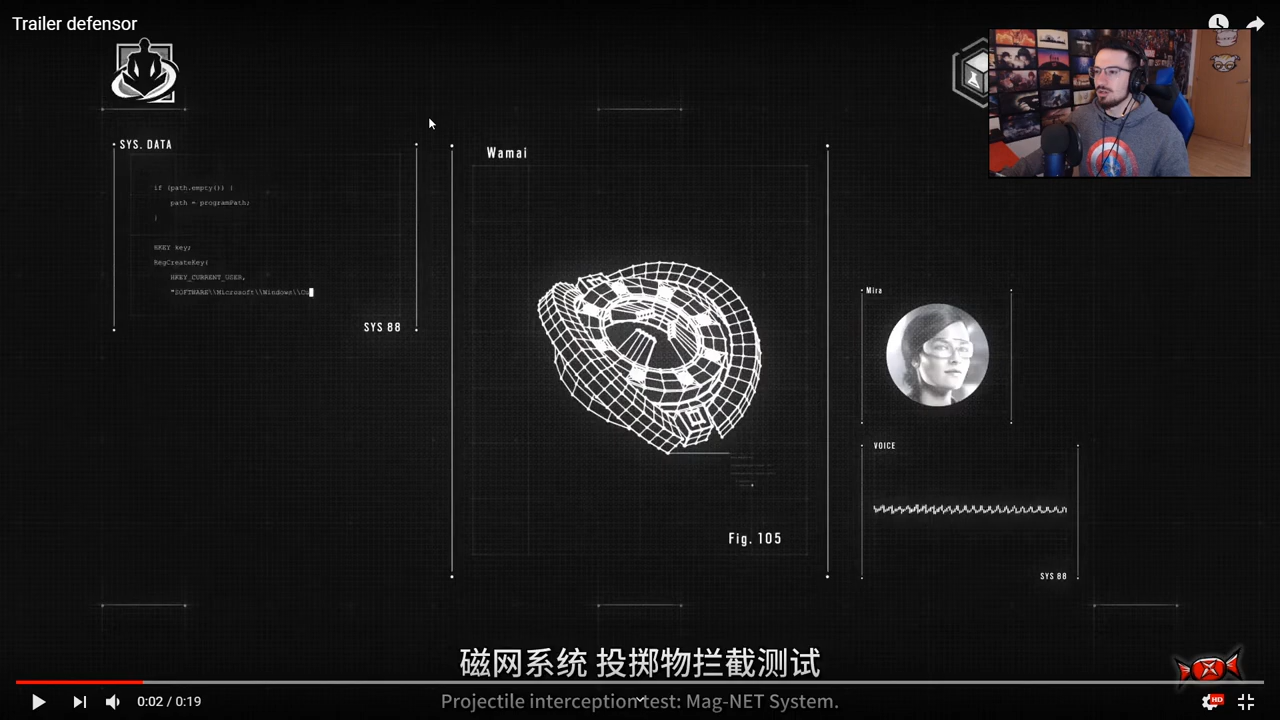 Trailer defensor
SYS. DATA
if (path.empty()) {
path = programPath;
}
HKEY key;
RegCreateKey(
HKEY_CURRENT_USER,
"SOFTWARE\\Microsoft\\Windows\\Cu
SYS 88
Wamai
Fig. 105
Mira
VOICE
SYS 88
磁网系统 投掷物拦截测试
Projectile interception test: Mag-NET System.
0:02 / 0:19
HD